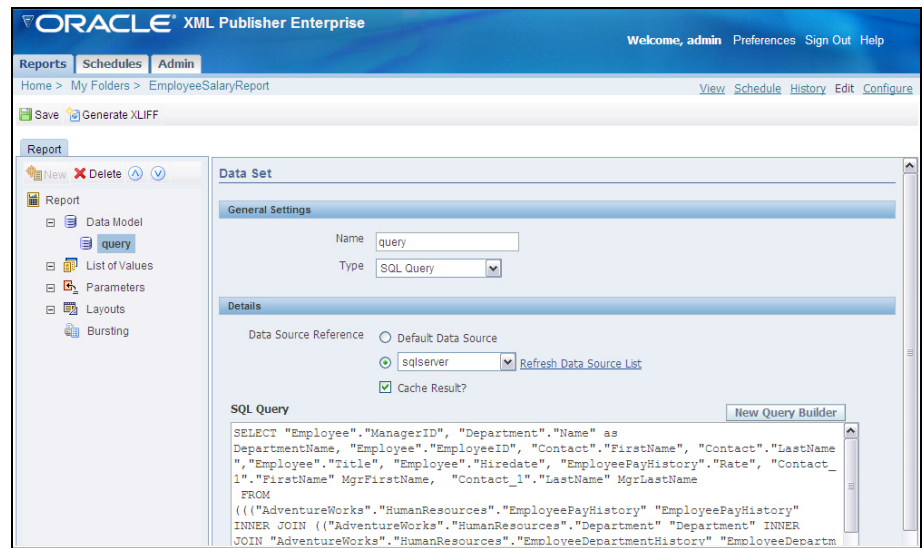 ORACLE XML Publisher Enterprise
Welcome, admin Preferences Sign Out Help
Reports Schedules Admin
Home > My Folders > EmployeeSalaryReport
View Schedule History Edit Configure
Save Generate XLIFF
Report
New Delete
Report
Data Model
query
List of Values
Parameters
Layouts
Bursting
Data Set
General Settings
Name query
Type SQL Query
Details
Data Source Reference Default Data Source
sqlserver Refresh Data Source List
Cache Result?
SQL Query New Query Builder
SELECT "Employee"."ManagerID", "Department"."Name" as
DepartmentName, "Employee"."EmployeeID", "Contact"."FirstName", "Contact"."LastName
","Employee"."Title", "Employee"."Hiredate", "EmployeePayHistory"."Rate", "Contact_
1"."FirstName" MgrFirstName, "Contact_1"."LastName" MgrLastName
FROM
((("AdventureWorks"."HumanResources"."EmployeePayHistory" "EmployeePayHistory"
INNER JOIN (("AdventureWorks"."HumanResources"."Department" "Department" INNER
JOIN "AdventureWorks"."HumanResources"."EmployeeDepartmentHistory" "EmployeeDepartm